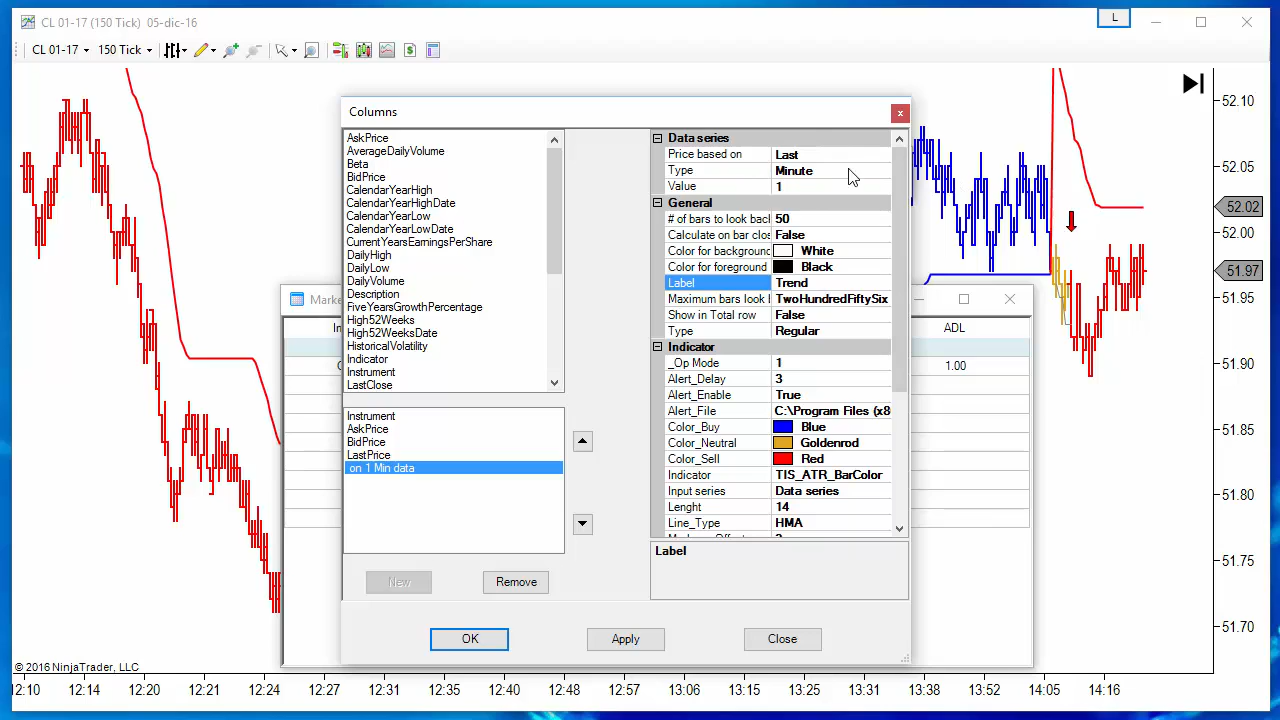 CL 01-17 (150 Tick) 05-dic-16
L
CL 01-17
150 Tick
Columns
AskPrice
AverageDailyVolume
Beta
BidPrice
CalendarYearHigh
CalendarYearHighDate
CalendarYearLow
CalendarYearLowDate
CurrentYearsEarningsPerShare
DailyHigh
DailyLow
DailyVolume
Description
FiveYearsGrowthPercentage
High52Weeks
High52WeeksDate
HistoricalVolatility
Indicator
Instrument
LastClose
Instrument
AskPrice
BidPrice
LastPrice
on 1 Min data
New
Remove
Data series
Price based on Last
Type Minute
Value 1
General
# of bars to look back 50
Calculate on bar clos False
Color for background White
Color for foreground Black
Label Trend
Maximum bars look l TwoHundredFiftySix
Show in Total row False
Type Regular
Indicator
_Op Mode 1
Alert_Delay 3
Alert_Enable True
Alert_File C:\Program Files (x8
Color_Buy Blue
Color_Neutral Goldenrod
Color_Sell Red
Indicator TIS_ATR_BarColor
Input series Data series
Lenght 14
Line_Type HMA
Label
OK
Apply
Close
Marke
In
ADL
1.00
52.10
52.05
52.02
52.00
51.97
51.95
51.90
51.85
51.80
51.75
51.70
© 2016 NinjaTrader, LLC
12:10 12:14 12:20 12:21 12:24 12:27 12:31 12:35 12:40 12:48 12:57 13:06 13:15 13:25 13:31 13:38 13:52 14:05 14:16